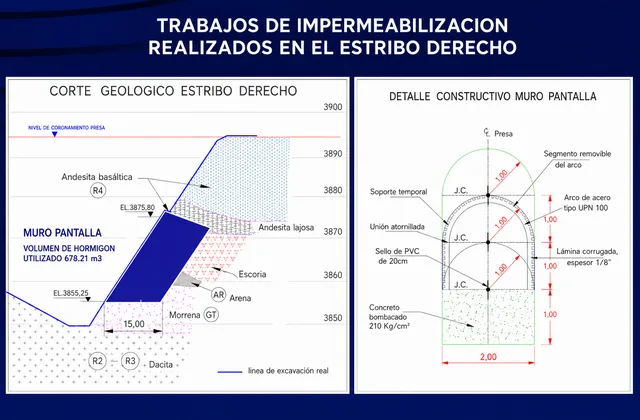 TRABAJOS DE IMPERMEABILIZACION
REALIZADOS EN EL ESTRIBO DERECHO
CORTE GEOLOGICO ESTRIBO DERECHO
3900
NIVEL DE CORONAMIENTO PRESA
3890
Andesita basáltica
R4
3880
EL.3875,80
MURO PANTALLA
VOLUMEN DE HORMIGON
UTILIZADO 678.21 m3
Andesita lajosa
3870
Escoria
3860
EL.3855,25
AR
Arena
Morrena
GT
3850
15,00
R2
R3
Dacita
linea de excavación real
DETALLE CONSTRUCTIVO MURO PANTALLA
℄ Presa
Segmento removible
del arco
1,00
Soporte temporal
J.C.
Arco de acero
tipo UPN 100
1,00
1,00
Unión atornillada
J.C.
Sello de PVC
de 20cm
Lámina corrugada,
espesor 1/8"
1,00
1,00
J.C.
Concreto
bombacado
210 Kg/cm²
1,00
2,00